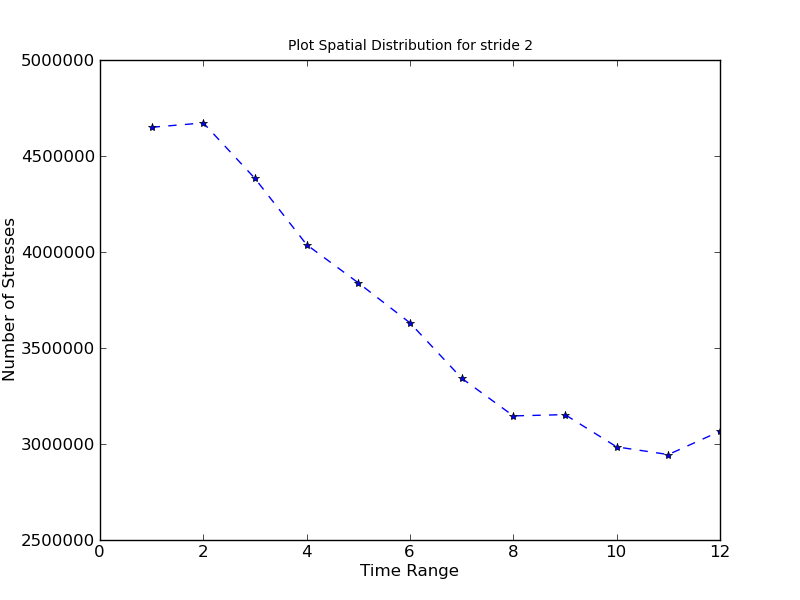 Plot Spatial Distribution for stride 2
5000000
4500000
4000000
3500000
3000000
2500000
Number of Stresses
0 2 4 6 8 10 12
Time Range